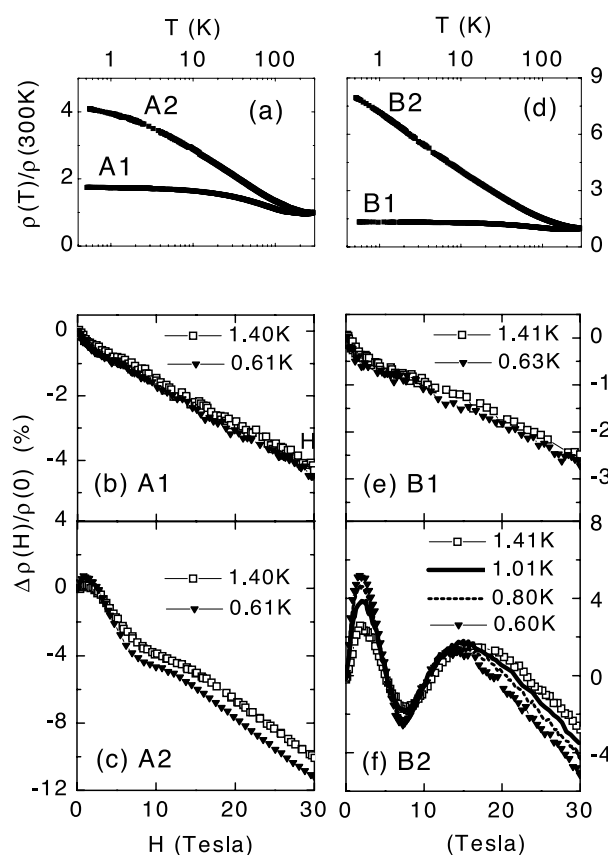 T (K)
T (K)
1
10
100
1
10
100
4
2
0
ρ(T)/ρ(300K)
A2
(a)
A1
B2
(d)
B1
9
6
3
0
0
-2
-4
4
0
-4
-8
-12
Δρ(H)/ρ(0) (%)
1.40K
0.61K
H
(b) A1
1.41K
0.63K
(e) B1
0
-1
-2
-3
1.40K
0.61K
(c) A2
1.41K
1.01K
0.80K
0.60K
(f) B2
8
4
0
-4
0
10
20
30
0
10
20
30
H (Tesla)
(Tesla)